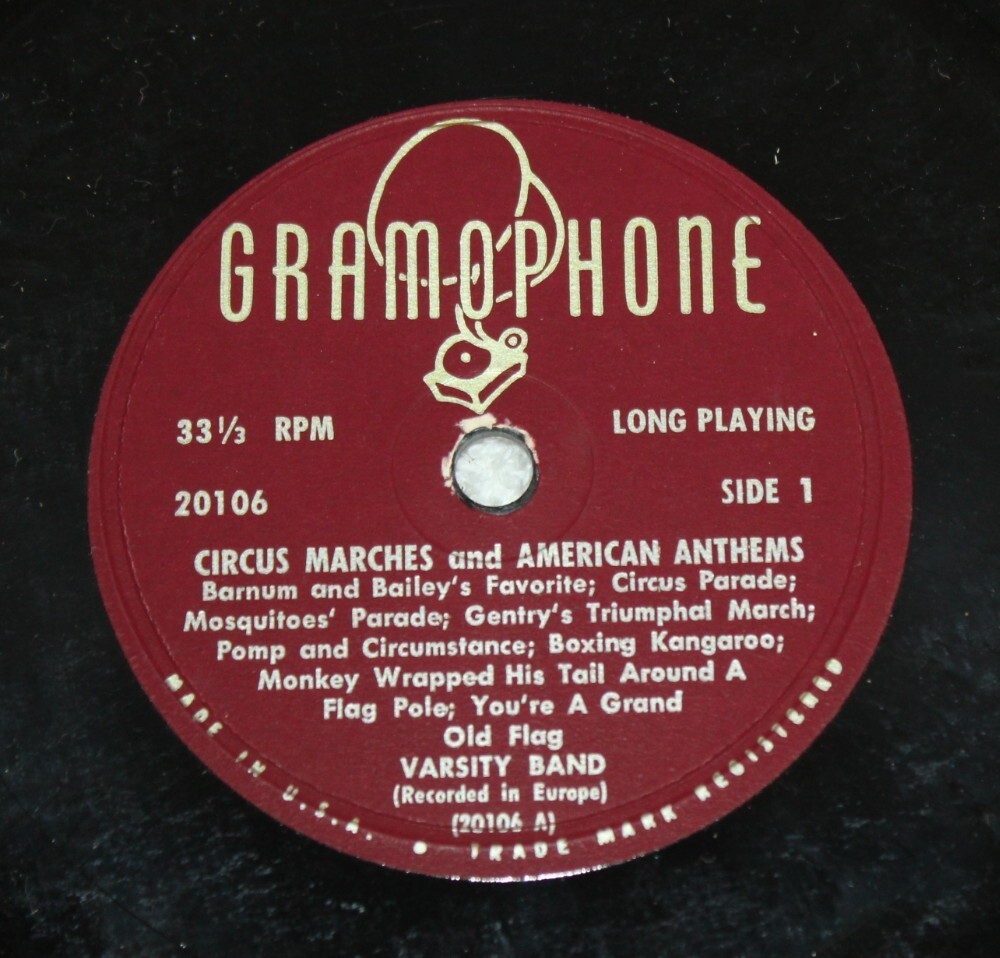 GRAMOPHONE
33 1/3 RPM
LONG PLAYING
20106
SIDE 1
CIRCUS MARCHES and AMERICAN ANTHEMS
Barnum and Bailey's Favorite; Circus Parade;
Mosquitoes' Parade; Gentry's Triumphal March;
Pomp and Circumstance; Boxing Kangaroo;
Monkey Wrapped His Tail Around A
Flag Pole; You're A Grand
Old Flag
VARSITY BAND
(Recorded in Europe)
(20106 A)
MADE IN U.S.A. • TRADE MARK REGISTERED